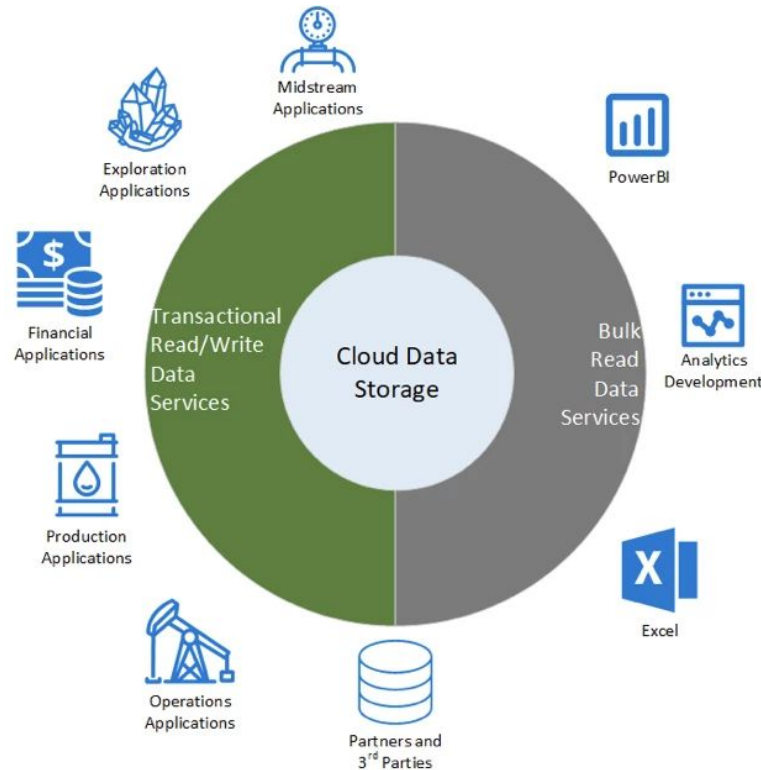 Midstream
Applications
Exploration
Applications
PowerBI
$
Financial
Applications
Transactional
Read/Write
Data
Services
Cloud Data
Storage
Bulk
Read
Data
Services
Analytics
Development
Production
Applications
X
Excel
Operations
Applications
Partners and
3rd Parties